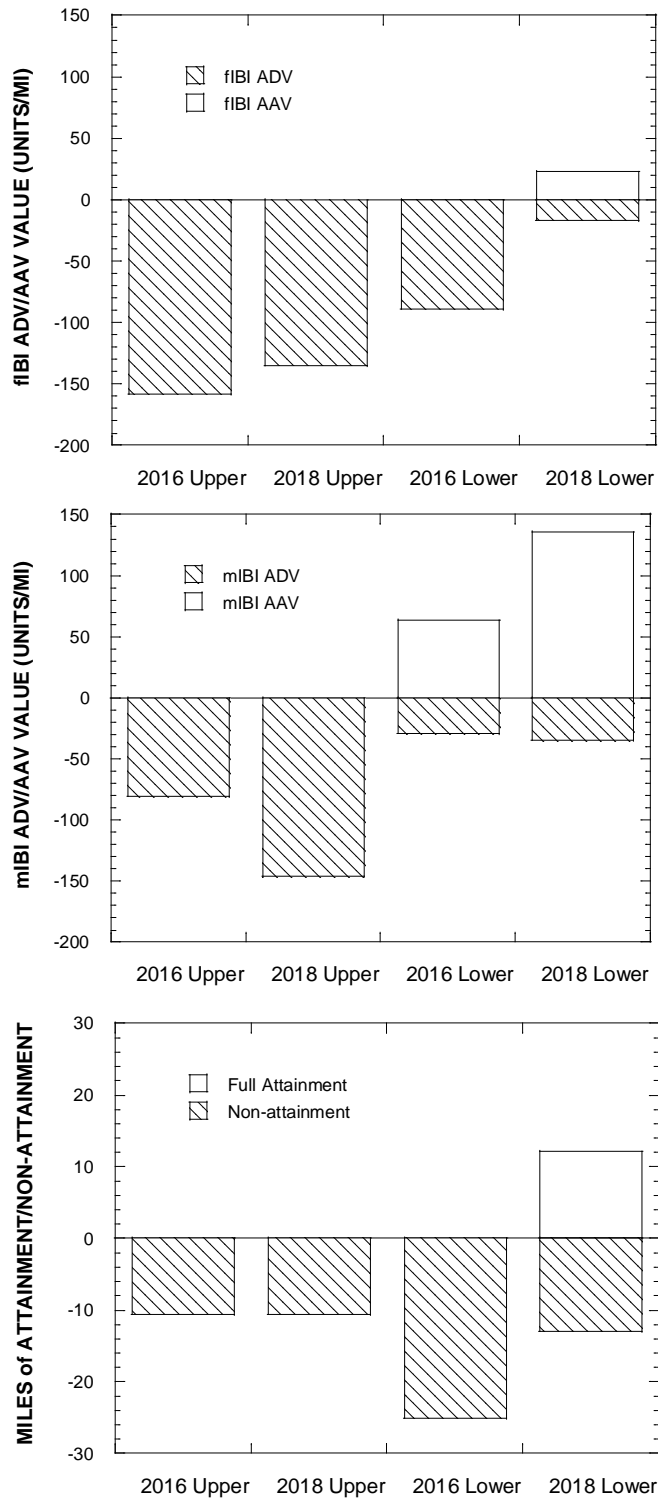 150
100
50
0
-50
-100
-150
-200
fIBI ADV/AAV VALUE (UNITS/MI)
fIBI ADV
fIBI AAV
2016 Upper 2018 Upper 2016 Lower 2018 Lower
150
100
50
0
-50
-100
-150
-200
mIBI ADV/AAV VALUE (UNITS/MI)
mIBI ADV
mIBI AAV
2016 Upper 2018 Upper 2016 Lower 2018 Lower
30
20
10
0
-10
-20
-30
MILES of ATTAINMENT/NON-ATTAINMENT
Full Attainment
Non-attainment
2016 Upper 2018 Upper 2016 Lower 2018 Lower